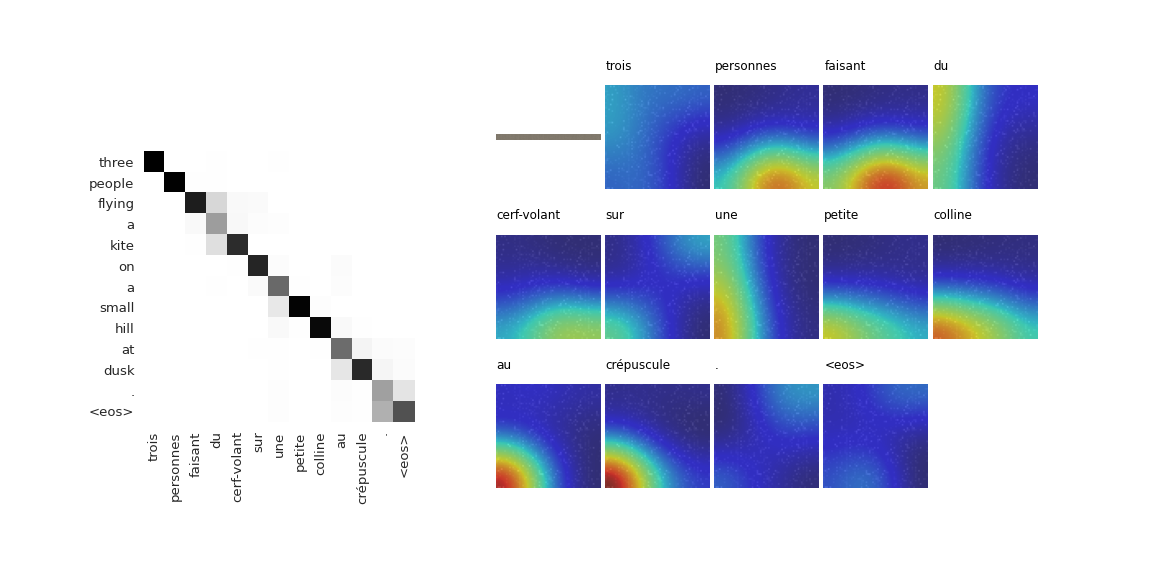 three
people
flying
a
kite
on
a
small
hill
at
dusk
.
<eos>
trois
personnes
faisant
du
cerf-volant
sur
une
petite
colline
au
crépuscule
.
<eos>
trois personnes faisant du
cerf-volant sur une petite colline
au crépuscule . <eos>